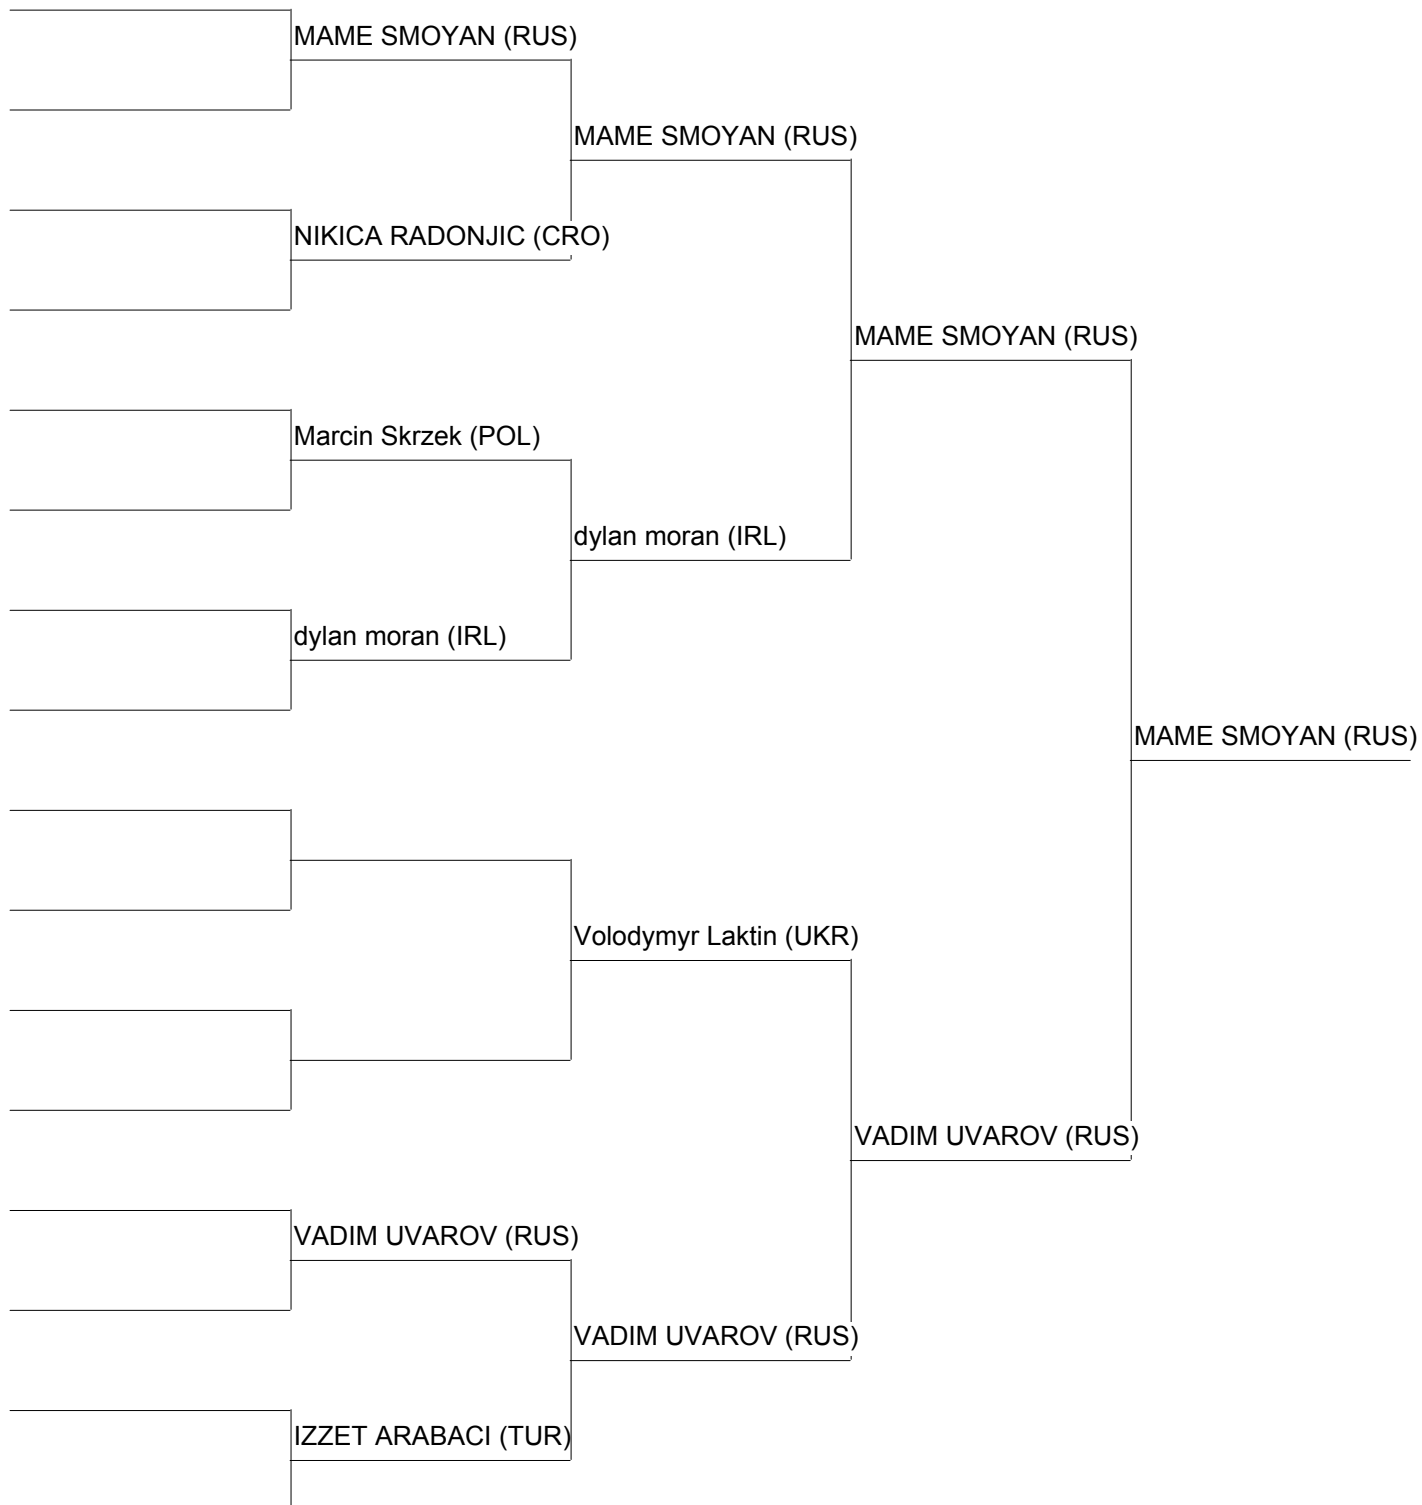 MAME SMOYAN (RUS)
MAME SMOYAN (RUS)
NIKICA RADONJIC (CRO)
MAME SMOYAN (RUS)
Marcin Skrzek (POL)
dylan moran (IRL)
dylan moran (IRL)
MAME SMOYAN (RUS)
Volodymyr Laktin (UKR)
VADIM UVAROV (RUS)
VADIM UVAROV (RUS)
VADIM UVAROV (RUS)
IZZET ARABACI (TUR)